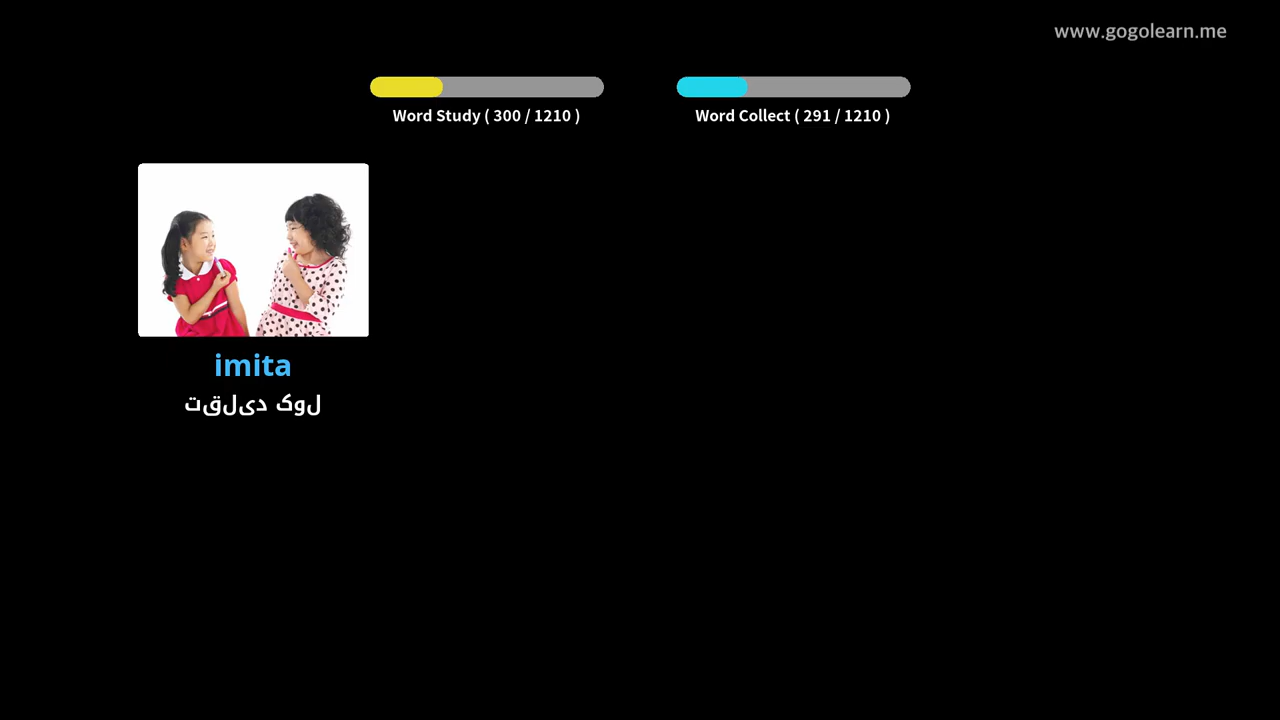 www.gogolearn.me
Word Study ( 300 / 1210 )
Word Collect ( 291 / 1210 )
imita
تقلید کول